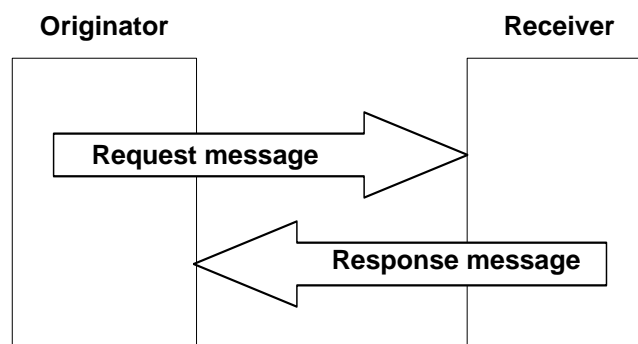 Originator
Receiver
Request message
Response message